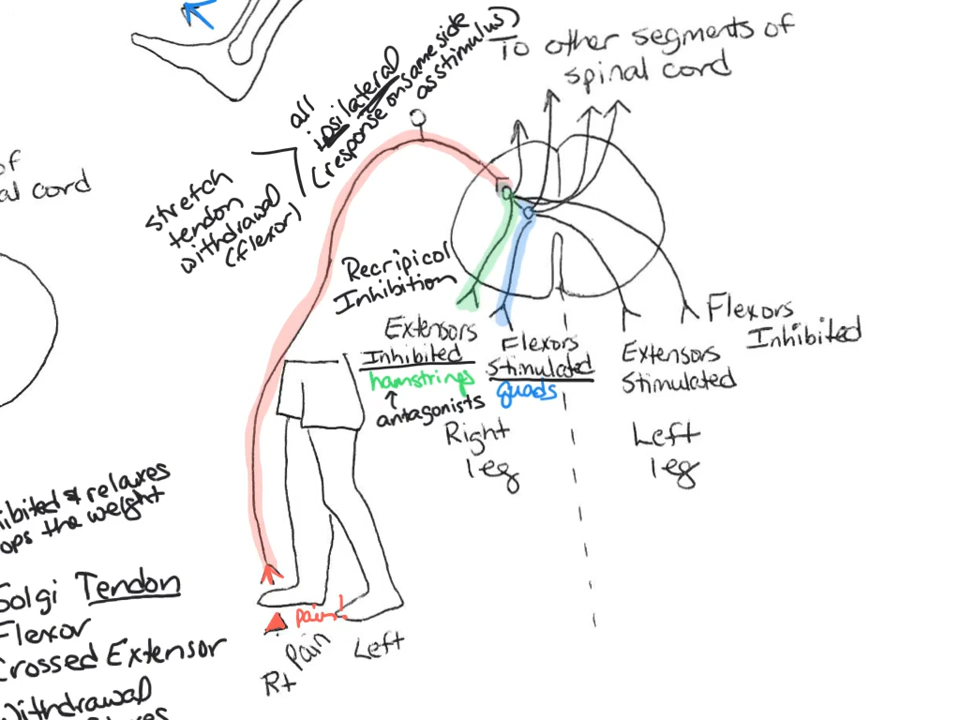 To other segments of
spinal cord
all
ipsilateral
(response on same side
as stimulus)
stretch
tendon
withdrawal
(flexor)
of
al cord
Recripicol
Inhibition
Extensors
Inhibited
hamstrings
↑
antagonists
Flexors
Stimulated
quads
Right
leg
Extensors
Stimulated
Flexors
Inhibited
Left
leg
ibited & relaxes
ops the weight
Golgi Tendon
Flexor
Crossed Extensor
Withdrawal
pain!
Rt
Pain
Left